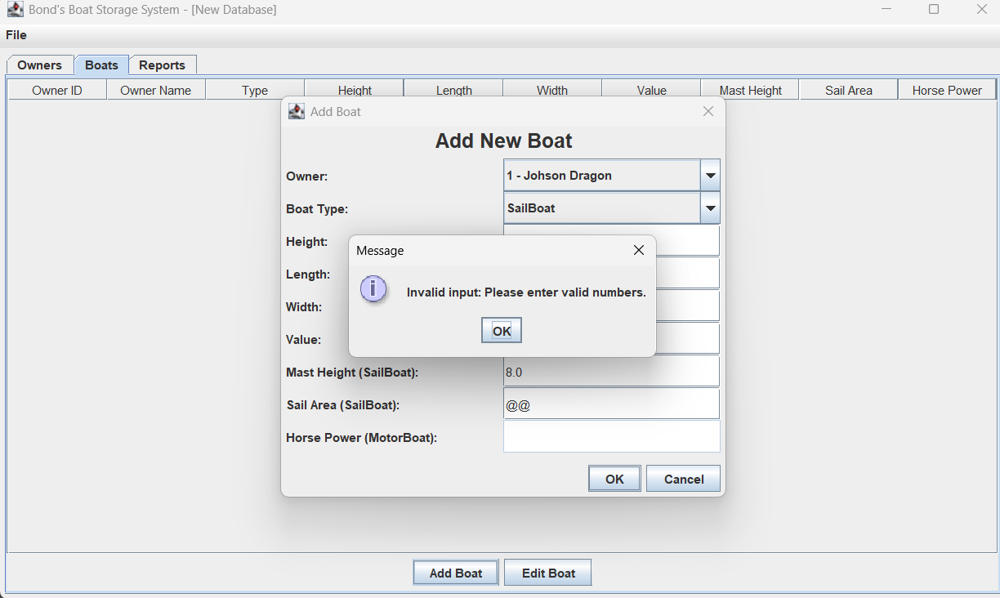 Bond's Boat Storage System - [New Database]
File
Owners Boats Reports
Owner ID Owner Name Type Height Length Width Value Mast Height Sail Area Horse Power
Add Boat
Add New Boat
Owner: 1 - Johson Dragon
Boat Type: SailBoat
Height:
Message
Length:
Invalid input: Please enter valid numbers.
Width:
OK
Value:
Mast Height (SailBoat): 8.0
Sail Area (SailBoat): @@
Horse Power (MotorBoat):
OK Cancel
Add Boat Edit Boat